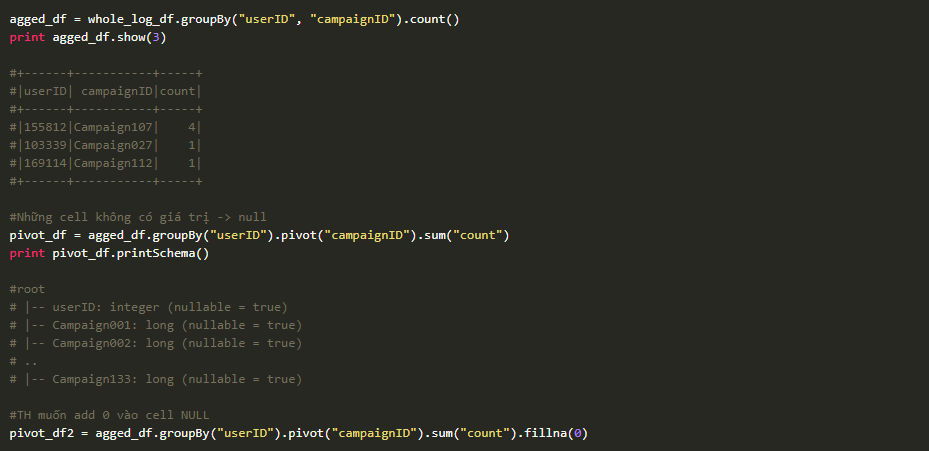 agged_df = whole_log_df.groupBy("userID", "campaignID").count()
print agged_df.show(3)
#+------+-----------+-----+
#|userID| campaignID|count|
#+------+-----------+-----+
#|155812|Campaign107|    4|
#|103339|Campaign027|    1|
#|169114|Campaign112|    1|
#+------+-----------+-----+
#Những cell không có giá trị -> null
pivot_df = agged_df.groupBy("userID").pivot("campaignID").sum("count")
print pivot_df.printSchema()
#root
# |-- userID: integer (nullable = true)
# |-- Campaign001: long (nullable = true)
# |-- Campaign002: long (nullable = true)
# ..
# |-- Campaign133: long (nullable = true)
#TH muốn add 0 vào cell NULL
pivot_df2 = agged_df.groupBy("userID").pivot("campaignID").sum("count").fillna(0)